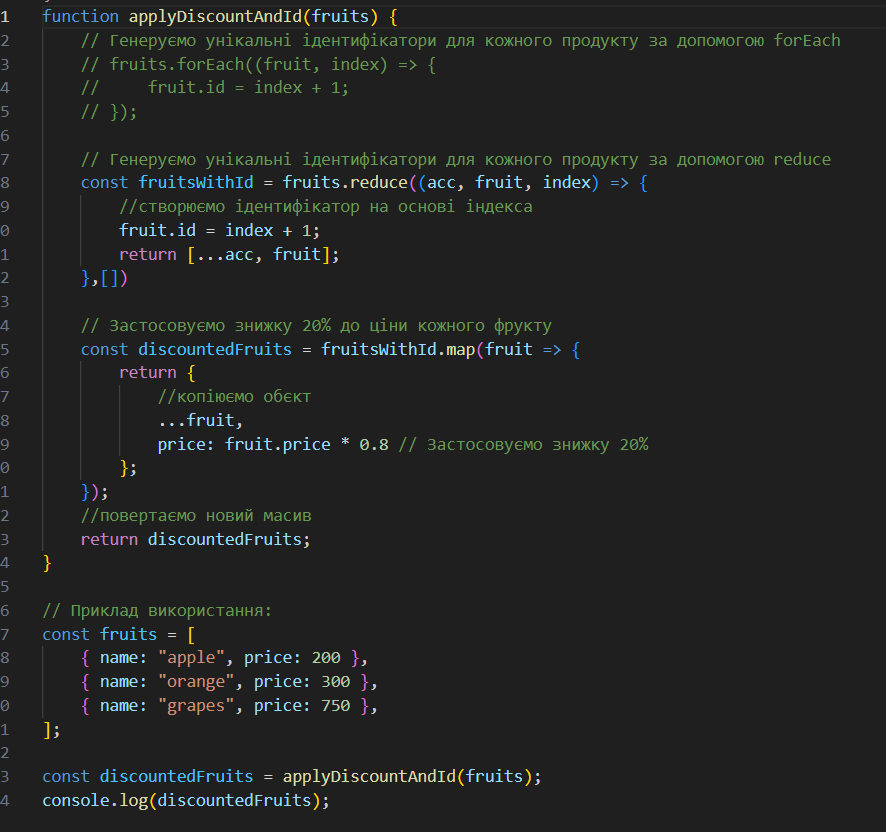 1 function applyDiscountAndId(fruits) {
2 // Генеруємо унікальні ідентифікатори для кожного продукту за допомогою forEach
3 // fruits.forEach((fruit, index) => {
4 //     fruit.id = index + 1;
5 // });
6
7 // Генеруємо унікальні ідентифікатори для кожного продукту за допомогою reduce
8 const fruitsWithId = fruits.reduce((acc, fruit, index) => {
9 //створюємо ідентифікатор на основі індекса
0 fruit.id = index + 1;
1 return [...acc, fruit];
2 },[])
3
4 // Застосовуємо знижку 20% до ціни кожного фрукту
5 const discountedFruits = fruitsWithId.map(fruit => {
6 return {
7 //копіюємо обєкт
8 ...fruit,
9 price: fruit.price * 0.8 // Застосовуємо знижку 20%
0 };
1 });
2 //повертаємо новий масив
3 return discountedFruits;
4 }
5
6 // Приклад використання:
7 const fruits = [
8 { name: "apple", price: 200 },
9 { name: "orange", price: 300 },
0 { name: "grapes", price: 750 },
1 ];
2
3 const discountedFruits = applyDiscountAndId(fruits);
4 console.log(discountedFruits);